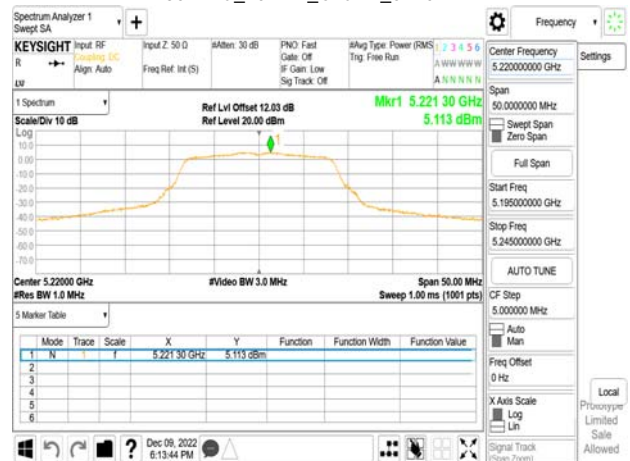 Spectrum Analyzer 1
Swept SA
Frequency
KEYSIGHT
R
Input: RF
Coupling: DC
Align: Auto
Input Z: 50 Ω
Freq Ref: Int (S)
#Atten: 30 dB
PNO: Fast
Gate: Off
IF Gain: Low
Sig Track: Off
#Avg Type: Power (RMS)
Trig: Free Run
1 2 3 4 5 6
A W W W W W
A N N N N N
Center Frequency
5.220000000 GHz
Settings
Span
50.0000000 MHz
Swept Span
Zero Span
Full Span
Start Freq
5.195000000 GHz
Stop Freq
5.245000000 GHz
AUTO TUNE
CF Step
5.000000 MHz
Auto
Man
Freq Offset
0 Hz
X Axis Scale
Log
Lin
Signal Track
(Span Zoom)
Local
Prototype
Limited
Sale
Allowed
1 Spectrum
Scale/Div 10 dB
Ref Lvl Offset 12.03 dB
Ref Level 20.00 dBm
Mkr1 5.221 30 GHz
5.113 dBm
Log
10.0
0.00
-10.0
-20.0
-30.0
-40.0
-50.0
-60.0
-70.0
1
Center 5.22000 GHz
#Res BW 1.0 MHz
#Video BW 3.0 MHz
Span 50.00 MHz
Sweep 1.00 ms (1001 pts)
5 Marker Table
Mode Trace Scale X Y Function Function Width Function Value
1 N 1 f 5.221 30 GHz 5.113 dBm
2
3
4
5
6
Dec 09, 2022
6:13:44 PM